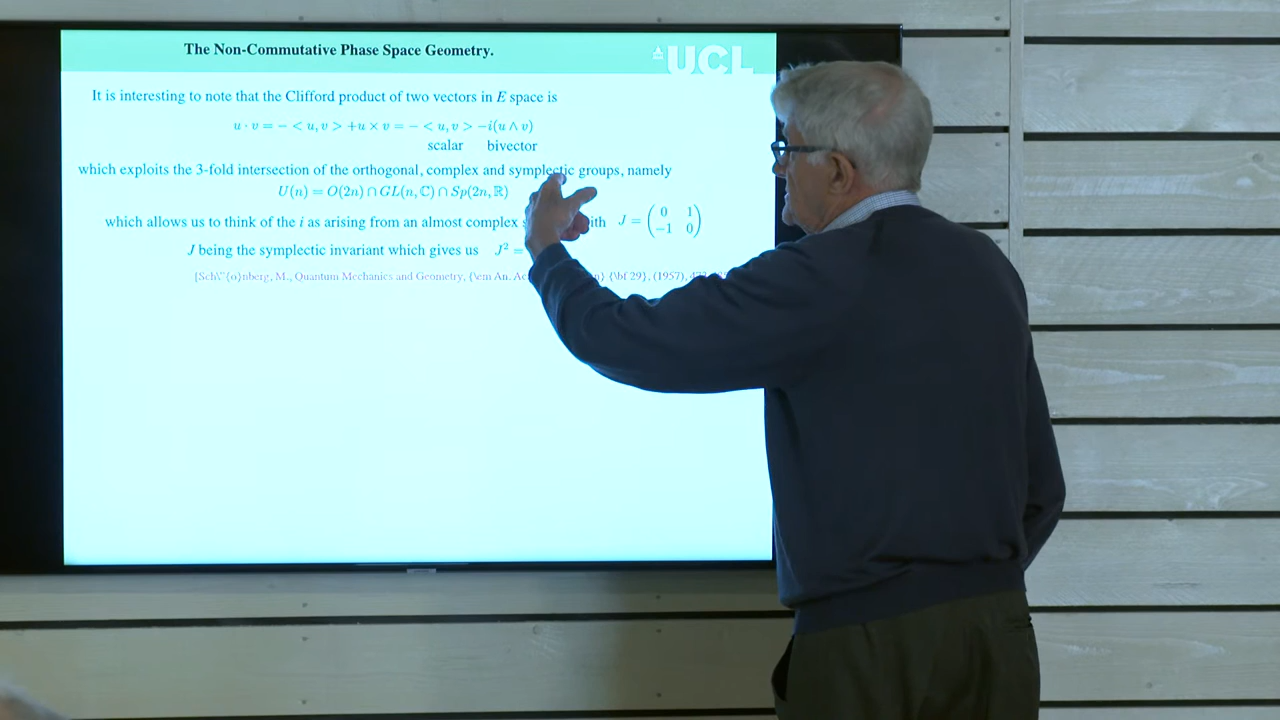 The Non-Commutative Phase Space Geometry.
UCL
It is interesting to note that the Clifford product of two vectors in E space is
u · v = − < u, v > +u × v = − < u, v > −i(u ∧ v)
scalar bivector
which exploits the 3-fold intersection of the orthogonal, complex and symplectic groups, namely
U(n) = O(2n) ∩ GL(n, ℂ) ∩ Sp(2n, ℝ)
which allows us to think of the i as arising from an almost complex J = ( 0 1 −1 0 )
J being the symplectic invariant which gives us J² =
[Sch\"{o}nberg, M., Quantum Mechanics and Geometry, {\em An. {\bf 29}, (1957),